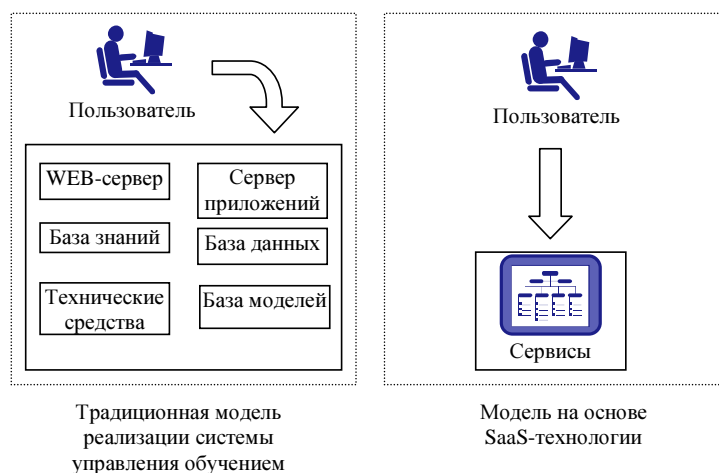 Пользователь
WEB-сервер
Сервер
приложений
База знаний
База данных
Технические
средства
База моделей
Традиционная модель
реализации системы
управления обучением
Пользователь
Сервисы
Модель на основе
SaaS-технологии